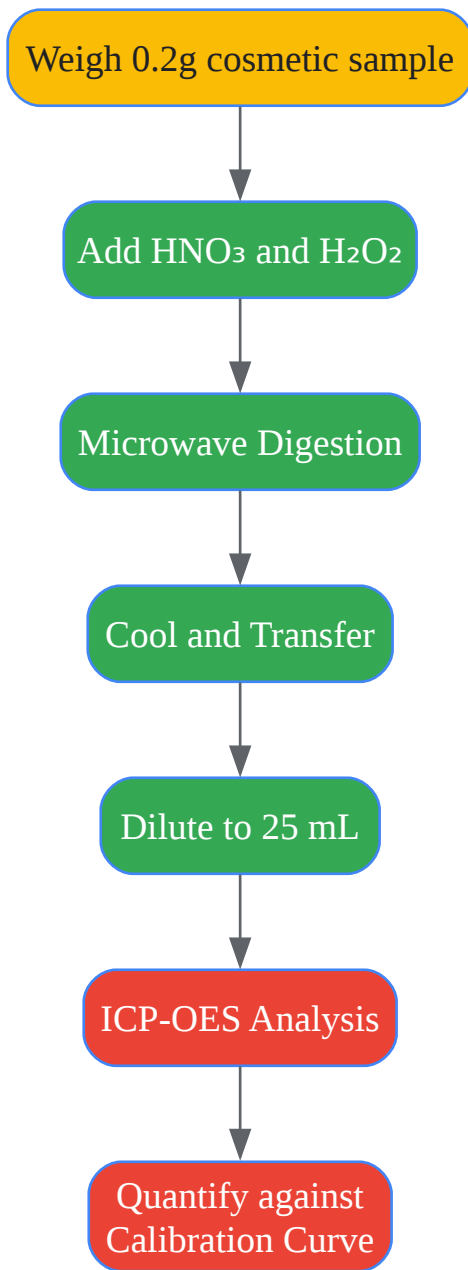 Weigh 0.2g cosmetic sample
Add HNO₃ and H₂O₂
Microwave Digestion
Cool and Transfer
Dilute to 25 mL
ICP-OES Analysis
Quantify against
Calibration Curve